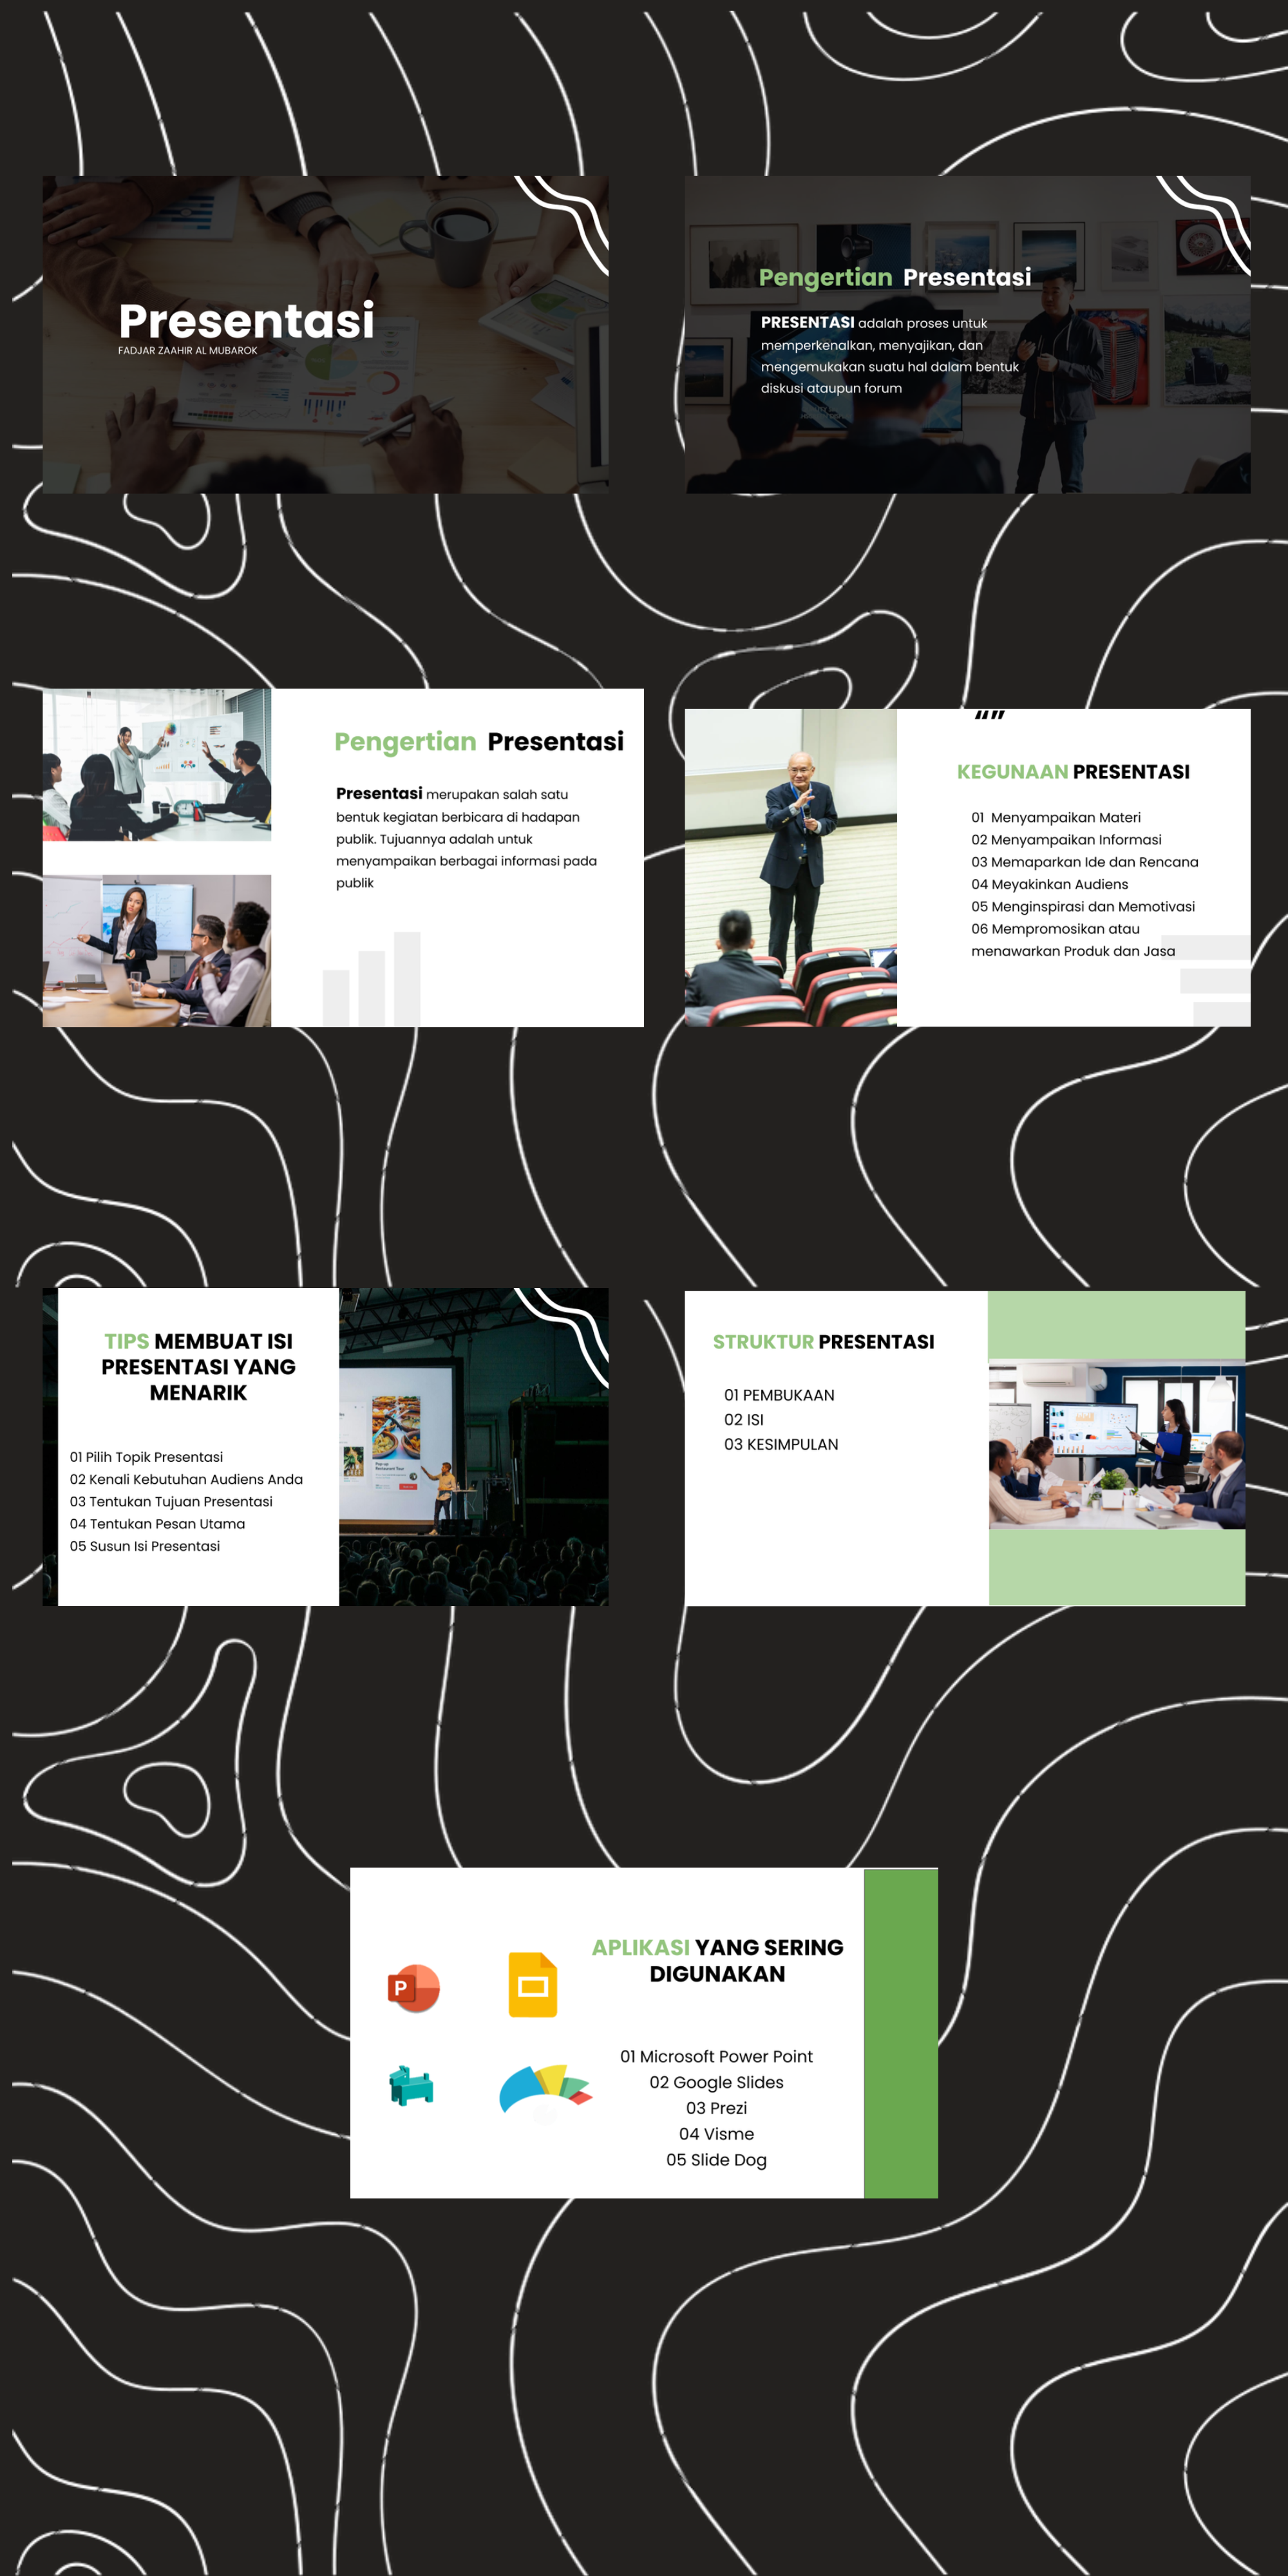 Presentasi
FADJAR ZAAHIR AL MUBAROK
Pengertian Presentasi
PRESENTASI adalah proses untuk
memperkenalkan, menyajikan, dan
mengemukakan suatu hal dalam bentuk
diskusi ataupun forum
Pengertian Presentasi
Presentasi merupakan salah satu
bentuk kegiatan berbicara di hadapan
publik. Tujuannya adalah untuk
menyampaikan berbagai informasi pada
publik
KEGUNAAN PRESENTASI
01 Menyampaikan Materi
02 Menyampaikan Informasi
03 Memaparkan Ide dan Rencana
04 Meyakinkan Audiens
05 Menginspirasi dan Memotivasi
06 Mempromosikan atau
menawarkan Produk dan Jasa
TIPS MEMBUAT ISI
PRESENTASI YANG
MENARIK
01 Pilih Topik Presentasi
02 Kenali Kebutuhan Audiens Anda
03 Tentukan Tujuan Presentasi
04 Tentukan Pesan Utama
05 Susun Isi Presentasi
STRUKTUR PRESENTASI
01 PEMBUKAAN
02 ISI
03 KESIMPULAN
APLIKASI YANG SERING
DIGUNAKAN
P
01 Microsoft Power Point
02 Google Slides
03 Prezi
04 Visme
05 Slide Dog